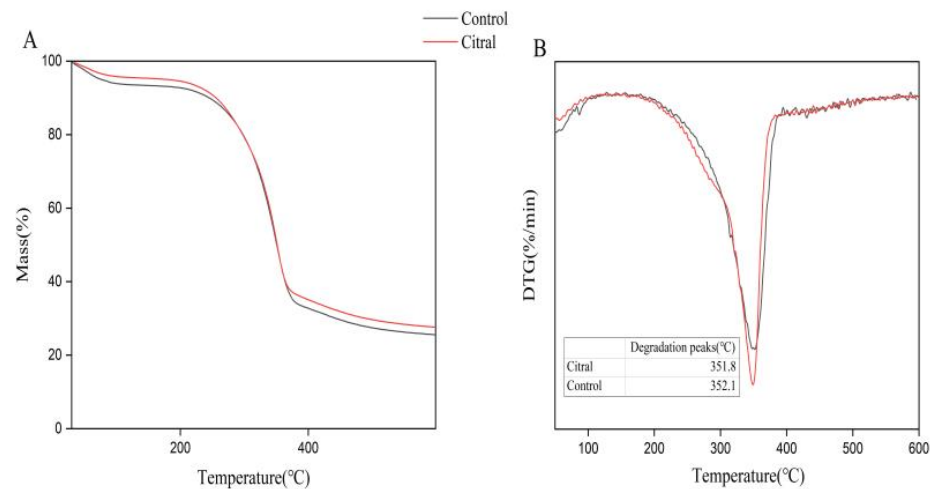 Control
Citral
A
B
100
80
60
40
20
0
Mass(%)
200
400
Temperature(℃)
DTG(%/min)
Degradation peaks(℃)
Citral 351.8
Control 352.1
100
200
300
400
500
600
Temperature(℃)